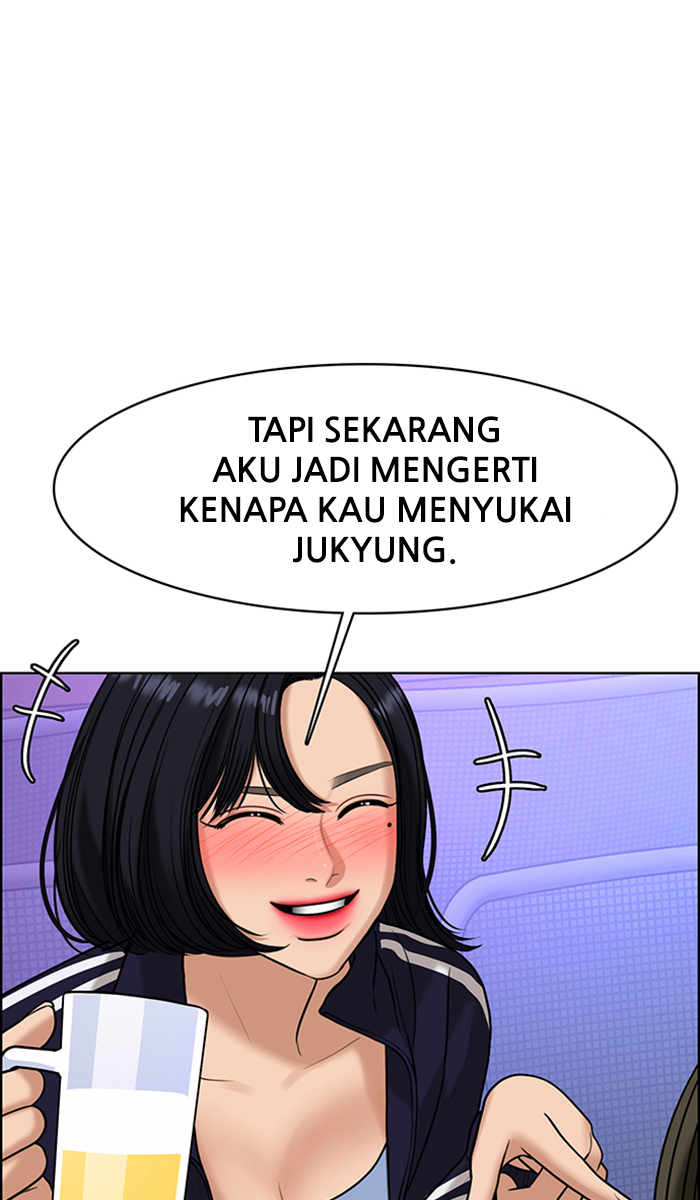 TAPI SEKARANG
AKU JADI MENGERTI
KENAPA KAU MENYUKAI
JUKYUNG.